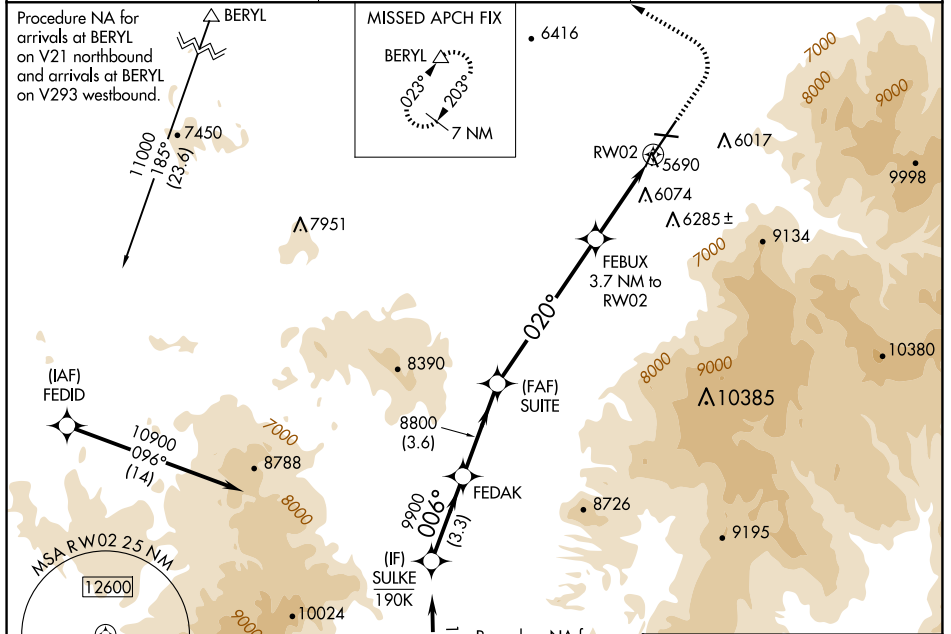 Procedure NA for
arrivals at BERYL
on V21 northbound
and arrivals at BERYL
on V293 westbound.
BERYL
11000
185°
(23.6)
7450
MISSED APCH FIX
BERYL
023°
203°
7 NM
6416
7000
8000
9000
RW02
5690
6017
9998
6074
6285 ±
7951
9134
7000
FEBUX
3.7 NM to
RW02
020°
8390
8000
9000
10380
10385
(FAF)
SUITE
(IAF)
FEDID
10900
096°
(14)
7000
8788
8000
8800
(3.6)
FEDAK
9900
006°
(3.3)
8726
9195
(IF)
SULKE
190K
MSA RW02 25 NM
12600
9000
10024